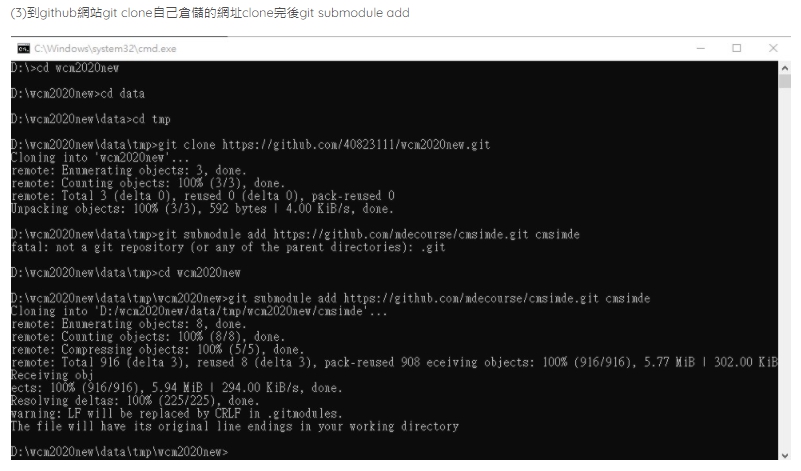 (3)到github網站git clone自己倉儲的網址clone完後git submodule add
C:\Windows\system32\cmd.exe
D:\>cd wcm2020new
D:\wcm2020new>cd data
D:\wcm2020new\data>cd tmp
D:\wcm2020new\data\tmp>git clone https://github.com/40823111/wcm2020new.git
Cloning into 'wcm2020new'...
remote: Enumerating objects: 3, done.
remote: Counting objects: 100% (3/3), done.
remote: Total 3 (delta 0), reused 0 (delta 0), pack-reused 0
Unpacking objects: 100% (3/3), 592 bytes | 4.00 KiB/s, done.
D:\wcm2020new\data\tmp>git submodule add https://github.com/mdecourse/cmsimde.git cmsimde
fatal: not a git repository (or any of the parent directories): .git
D:\wcm2020new\data\tmp>cd wcm2020new
D:\wcm2020new\data\tmp\wcm2020new>git submodule add https://github.com/mdecourse/cmsimde.git cmsimde
Cloning into 'D:/wcm2020new/data/tmp/wcm2020new/cmsimde'...
remote: Enumerating objects: 8, done.
remote: Counting objects: 100% (8/8), done.
remote: Compressing objects: 100% (5/5), done.
remote: Total 916 (delta 3), reused 8 (delta 3), pack-reused 908 eceiving objects: 100% (916/916), 5.77 MiB | 302.00 KiB
Receiving obj
ects: 100% (916/916), 5.94 MiB | 294.00 KiB/s, done.
Resolving deltas: 100% (225/225), done.
warning: LF will be replaced by CRLF in .gitmodules.
The file will have its original line endings in your working directory
D:\wcm2020new\data\tmp\wcm2020new>